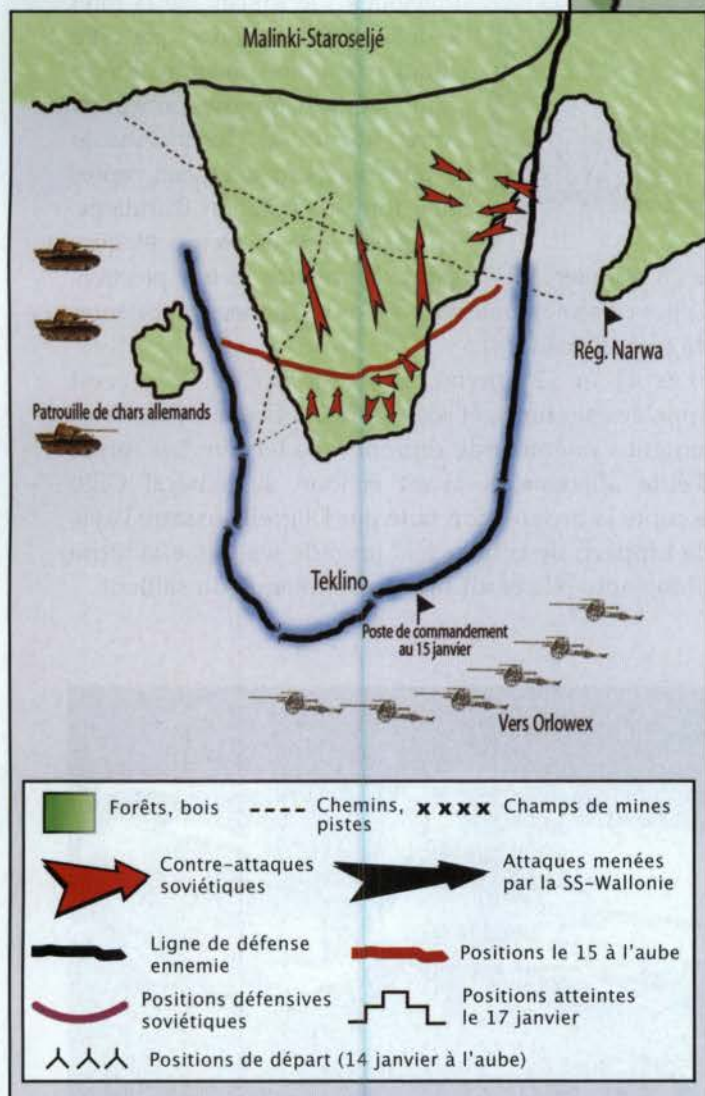 Malinki-Staroseljé
Rég. Narwa
Patrouille de chars allemands
Teklino
Poste de commandement
au 15 janvier
Vers Orlowex
Forêts, bois
Chemins,
pistes
x x x x Champs de mines
Contre-attaques
soviétiques
Attaques menées
par la SS-Wallonie
Ligne de défense
ennemie
Positions le 15 à l'aube
Positions défensives
soviétiques
Positions atteintes
le 17 janvier
Positions de départ (14 janvier à l'aube)